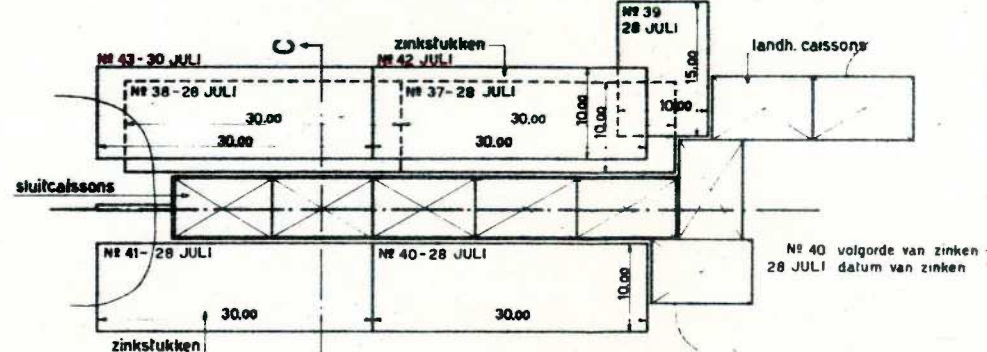 Nº 39
28 JULI
zinkstukken
landh. caissons
C
Nº 43 - 30 JULI
Nº 42 JULI
15.00
Nº 38 - 28 JULI
Nº 37 - 28 JULI
10.00
30.00
30.00
10.00
10.00
30.00
30.00
sluitcaissons
Nº 41 - 28 JULI
Nº 40 - 28 JULI
Nº 40 volgorde van zinken
28 JULI datum van zinken
10.00
30.00
30.00
zinkstukken